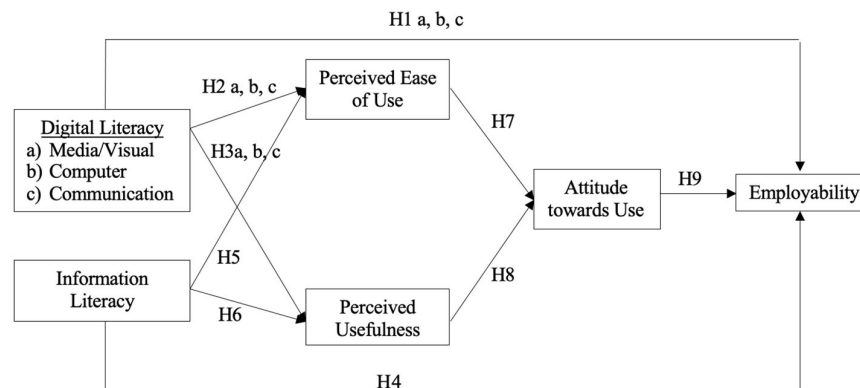 H1 a, b, c
H2 a, b, c
Perceived Ease
of Use
Digital Literacy
a) Media/Visual
b) Computer
c) Communication
H3a, b, c
H7
Attitude
towards Use
H9
Employability
H5
Information
Literacy
H6
Perceived
Usefulness
H8
H4